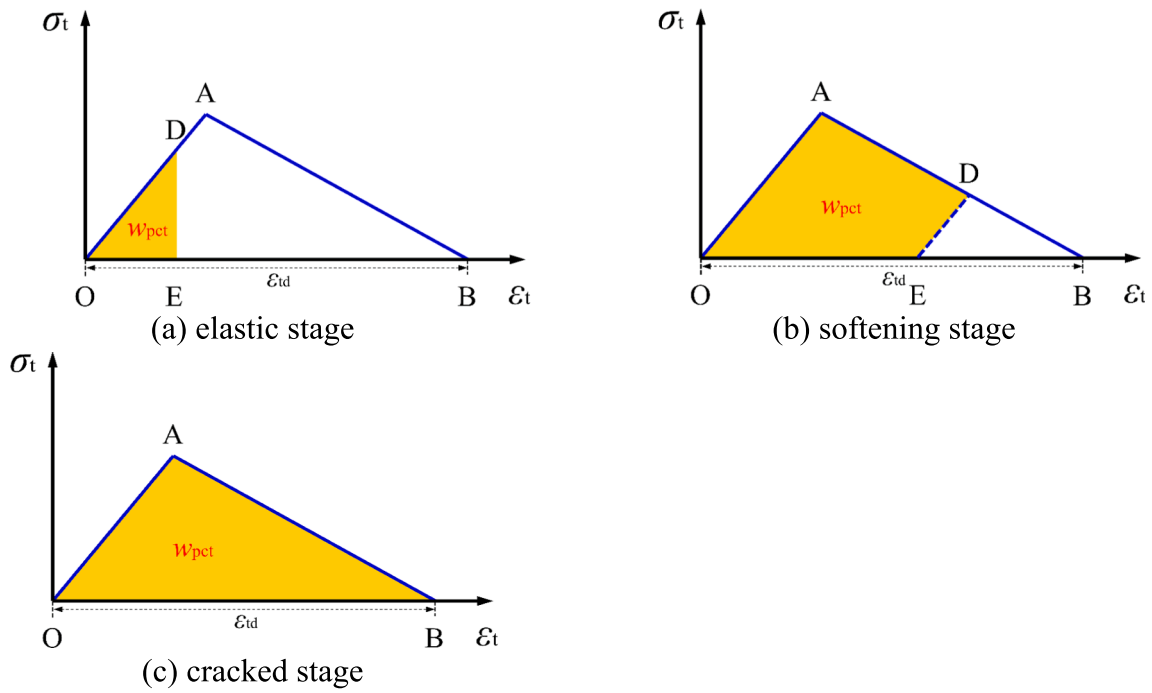 σt
A
D
wpct
εtd
O
E
B
εt
(a) elastic stage
σt
A
D
wpct
εtd
O
E
B
εt
(b) softening stage
σt
A
wpct
εtd
O
B
εt
(c) cracked stage